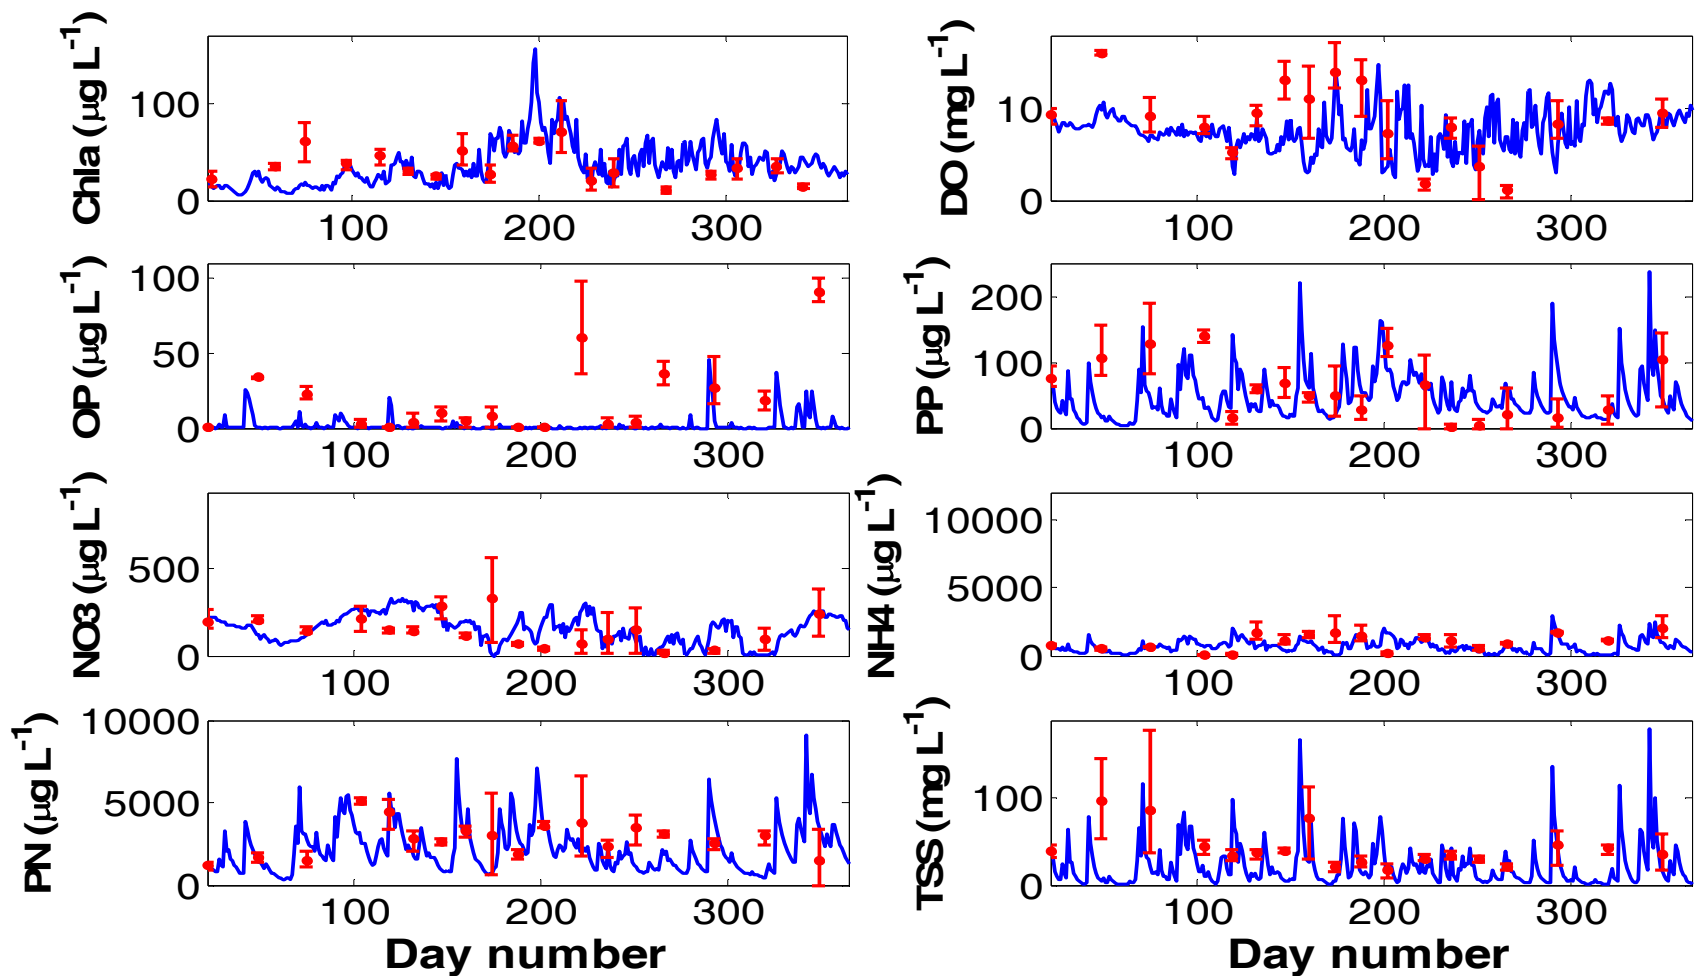 Chla (μg L-1)
100
0
100 200 300
DO (mg L-1)
10
0
100 200 300
OP (μg L-1)
100
50
0
100 200 300
PP (μg L-1)
200
100
0
100 200 300
NO3 (μg L-1)
500
0
100 200 300
NH4 (μg L-1)
10000
5000
0
100 200 300
PN (μg L-1)
10000
5000
0
100 200 300
Day number
TSS (mg L-1)
100
0
100 200 300
Day number